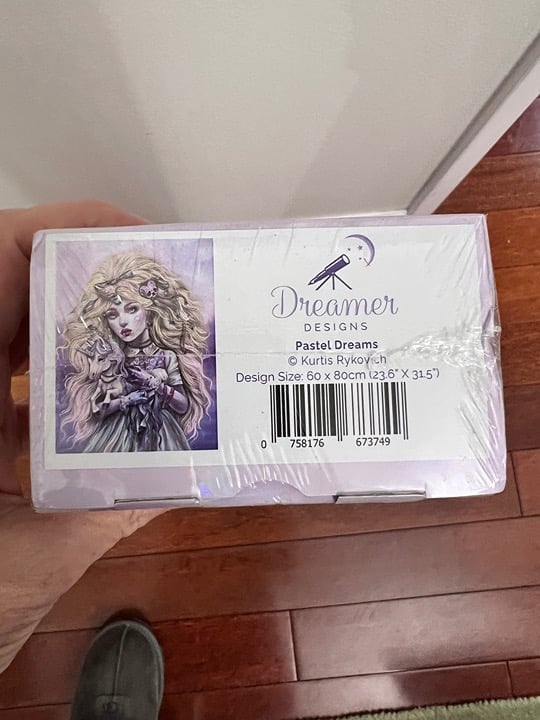 Dreamer
DESIGNS
Pastel Dreams
© Kurtis Rykovich
Design Size: 60 x 80cm (23.6" X 31.5")
0 758176 673749